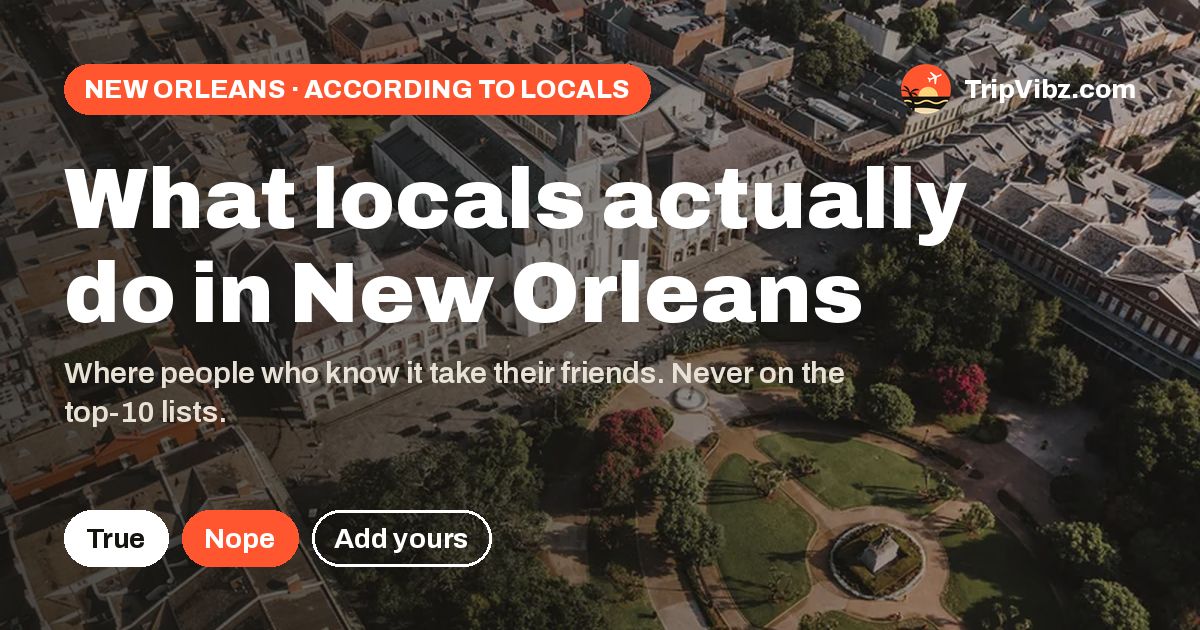 NEW ORLEANS · ACCORDING TO LOCALS
TripVibz.com
What locals actually
do in New Orleans
Where people who know it take their friends. Never on the
top-10 lists.
True
Nope
Add yours